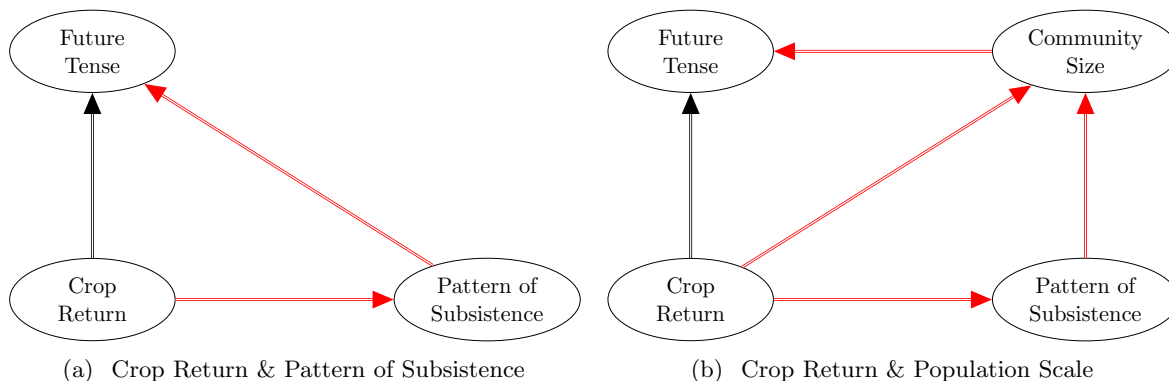 Future
Tense
Crop
Return
Pattern of
Subsistence
(a) Crop Return & Pattern of Subsistence
Future
Tense
Community
Size
Crop
Return
Pattern of
Subsistence
(b) Crop Return & Population Scale